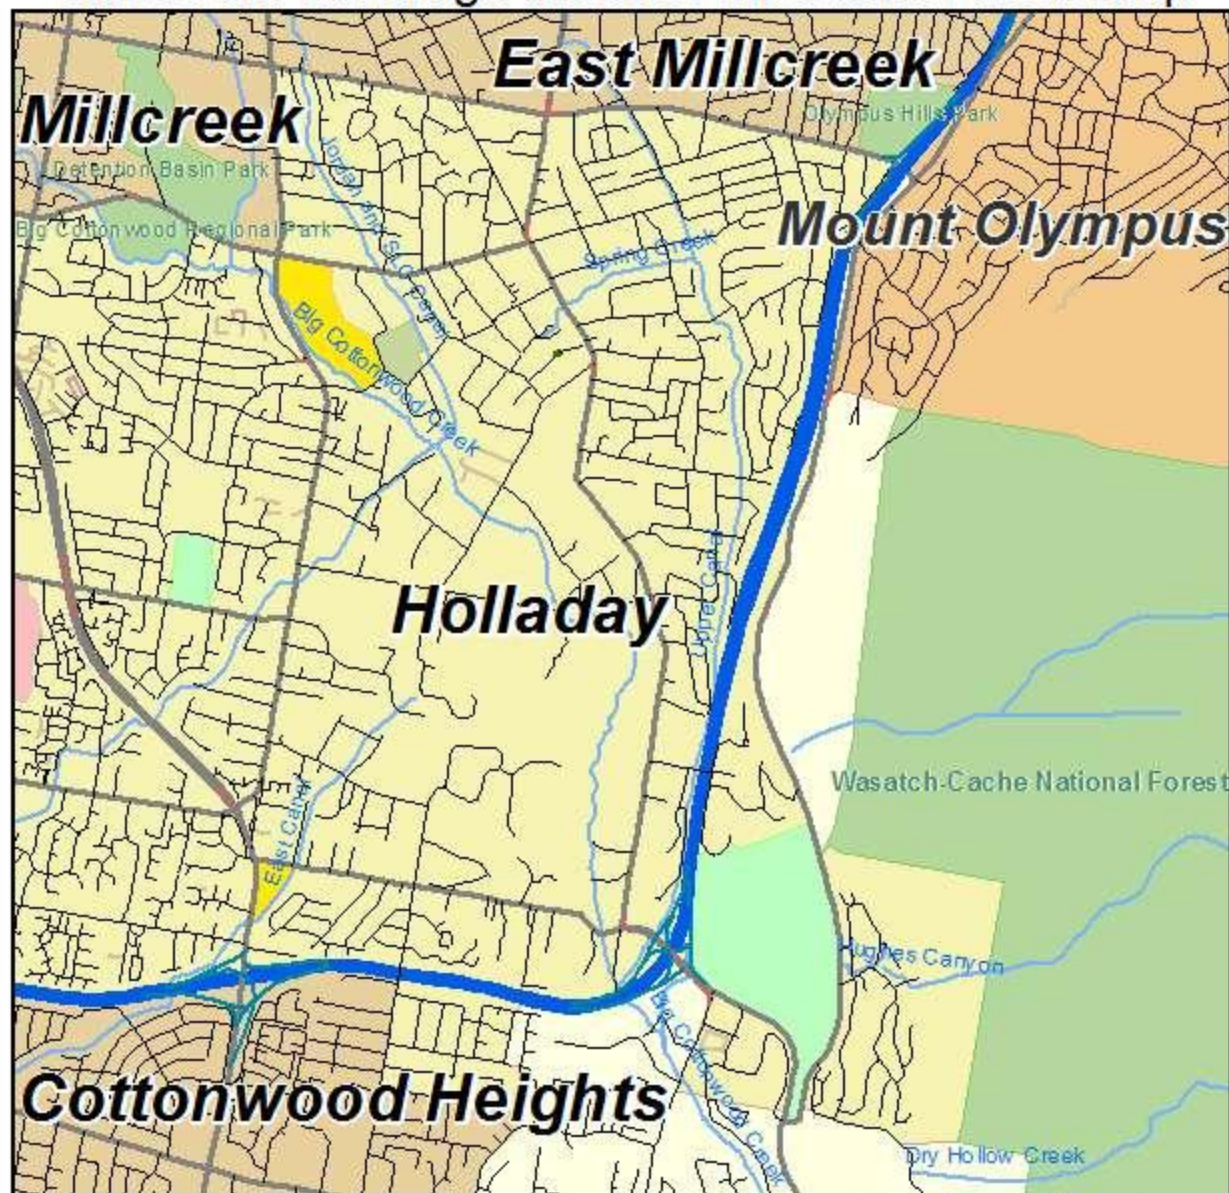 East Millcreek
Millcreek
Olympus Hills Park
Detention Basin Park
Big Cottonwood Regional Park
Mount Olympus
Spring Creek
Big Cottonwood Creek
Holladay
Upper Canal
Wasatch-Cache National Forest
East Canal
Hughes Canyon
Big Cottonwood Creek
Cottonwood Heights
Dry Hollow Creek